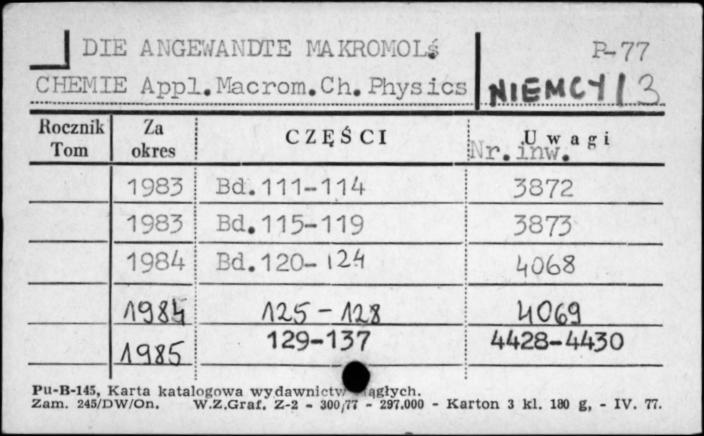 DIE ANGEWANDTE MAKROMOLś P-77
CHEMIE Appl.Macrom.Ch.Physics NIEMCY/3
Rocznik Tom Za okres CZĘŚCI Uwagi
Nr.inw.
1983 Bd.111-114 3872
1983 Bd.115-119 3873
1984 Bd.120-124 4068
1984 125-128 4069
1985 129-137 4428-4430
Pu-B-145, Karta katalogowa wydawnictw ągłych.
Zam. 245/DW/On. W.Z.Graf. Z-2 - 300/77 - 297.000 - Karton 3 kl. 180 g, - IV. 77.